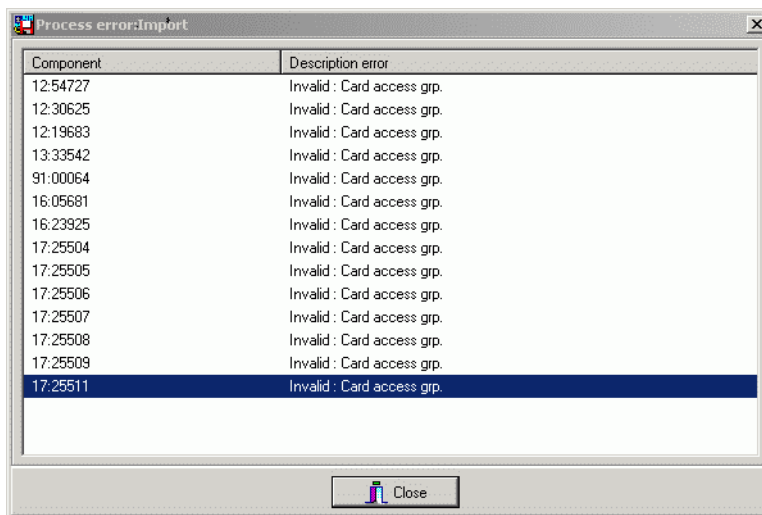 Process error:Import
Component Description error
12:54727 Invalid : Card access grp.
12:30625 Invalid : Card access grp.
12:19683 Invalid : Card access grp.
13:33542 Invalid : Card access grp.
91:00064 Invalid : Card access grp.
16:05681 Invalid : Card access grp.
16:23925 Invalid : Card access grp.
17:25504 Invalid : Card access grp.
17:25505 Invalid : Card access grp.
17:25506 Invalid : Card access grp.
17:25507 Invalid : Card access grp.
17:25508 Invalid : Card access grp.
17:25509 Invalid : Card access grp.
17:25511 Invalid : Card access grp.
Close